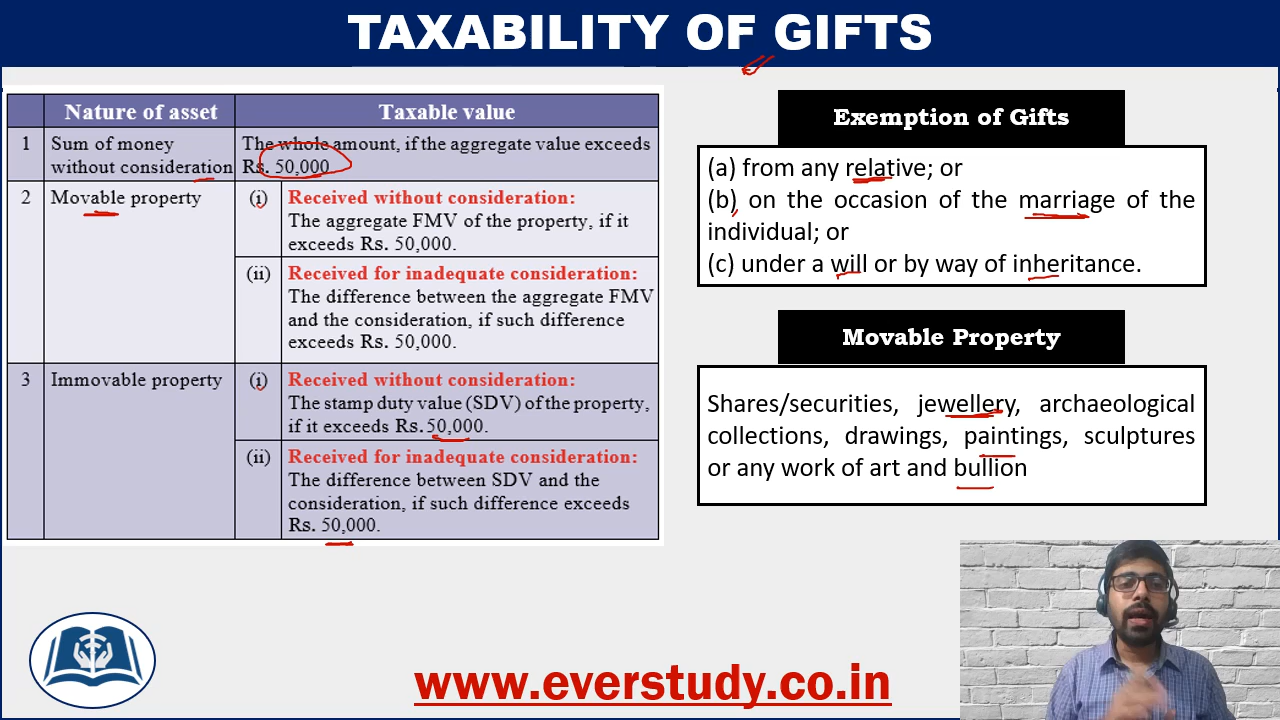 TAXABILITY OF GIFTS
Nature of asset
Taxable value
1
Sum of money
without consideration
The whole amount, if the aggregate value exceeds
Rs. 50,000
2
Movable property
(i)
Received without consideration:
The aggregate FMV of the property, if it
exceeds Rs. 50,000.
(ii)
Received for inadequate consideration:
The difference between the aggregate FMV
and the consideration, if such difference
exceeds Rs. 50,000.
3
Immovable property
(i)
Received without consideration:
The stamp duty value (SDV) of the property,
if it exceeds Rs. 50,000.
(ii)
Received for inadequate consideration:
The difference between SDV and the
consideration, if such difference exceeds
Rs. 50,000.
Exemption of Gifts
(a) from any relative; or
(b) on the occasion of the marriage of the
individual; or
(c) under a will or by way of inheritance.
Movable Property
Shares/securities, jewellery, archaeological
collections, drawings, paintings, sculptures
or any work of art and bullion
www.everstudy.co.in